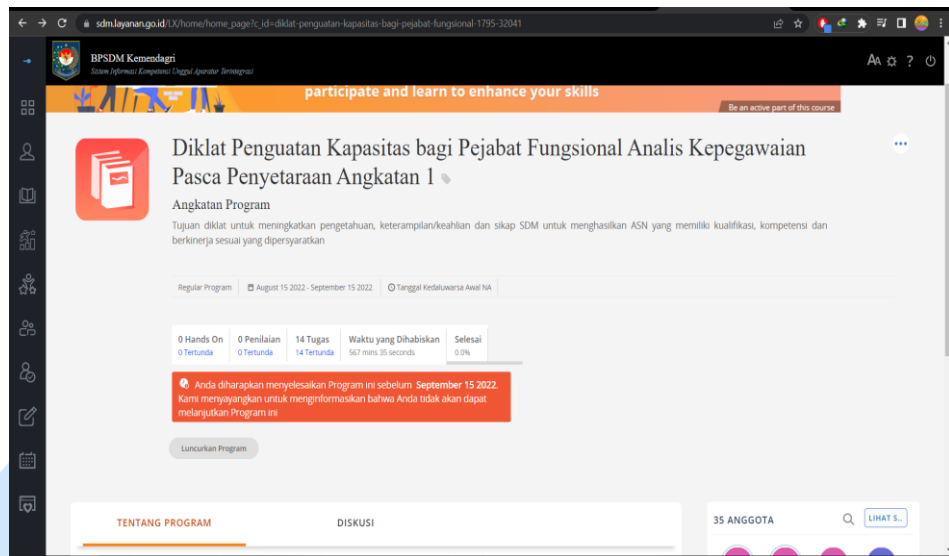 sdm.layanan.go.id/LX/home/home_page?c_id=diklat-penguatan-kapasitas-bagi-pejabat-fungsional-1795-32041
BPSDM Kemendagri
Sistem Informasi Kompetensi Unggul Aparatur Terintegrasi
AA ?
participate and learn to enhance your skills
Be an active part of this course
Diklat Penguatan Kapasitas bagi Pejabat Fungsional Analis Kepegawaian
Pasca Penyetaraan Angkatan 1
Angkatan Program
Tujuan diklat untuk meningkatkan pengetahuan, keterampilan/keahlian dan sikap SDM untuk menghasilkan ASN yang memiliki kualifikasi, kompetensi dan
berkinerja sesuai yang dipersyaratkan
Regular Program August 15 2022 - September 15 2022 Tanggal Kedaluwarsa Awal NA
0 Hands On 0 Penilaian 14 Tugas Waktu yang Dihabiskan Selesai
0 Tertunda 0 Tertunda 14 Tertunda 567 mins 35 seconds 0.0%
Anda diharapkan menyelesaikan Program ini sebelum September 15 2022.
Kami menyayangkan untuk menginformasikan bahwa Anda tidak akan dapat
melanjutkan Program ini
Luncurkan Program
TENTANG PROGRAM DISKUSI 35 ANGGOTA LIHAT S..